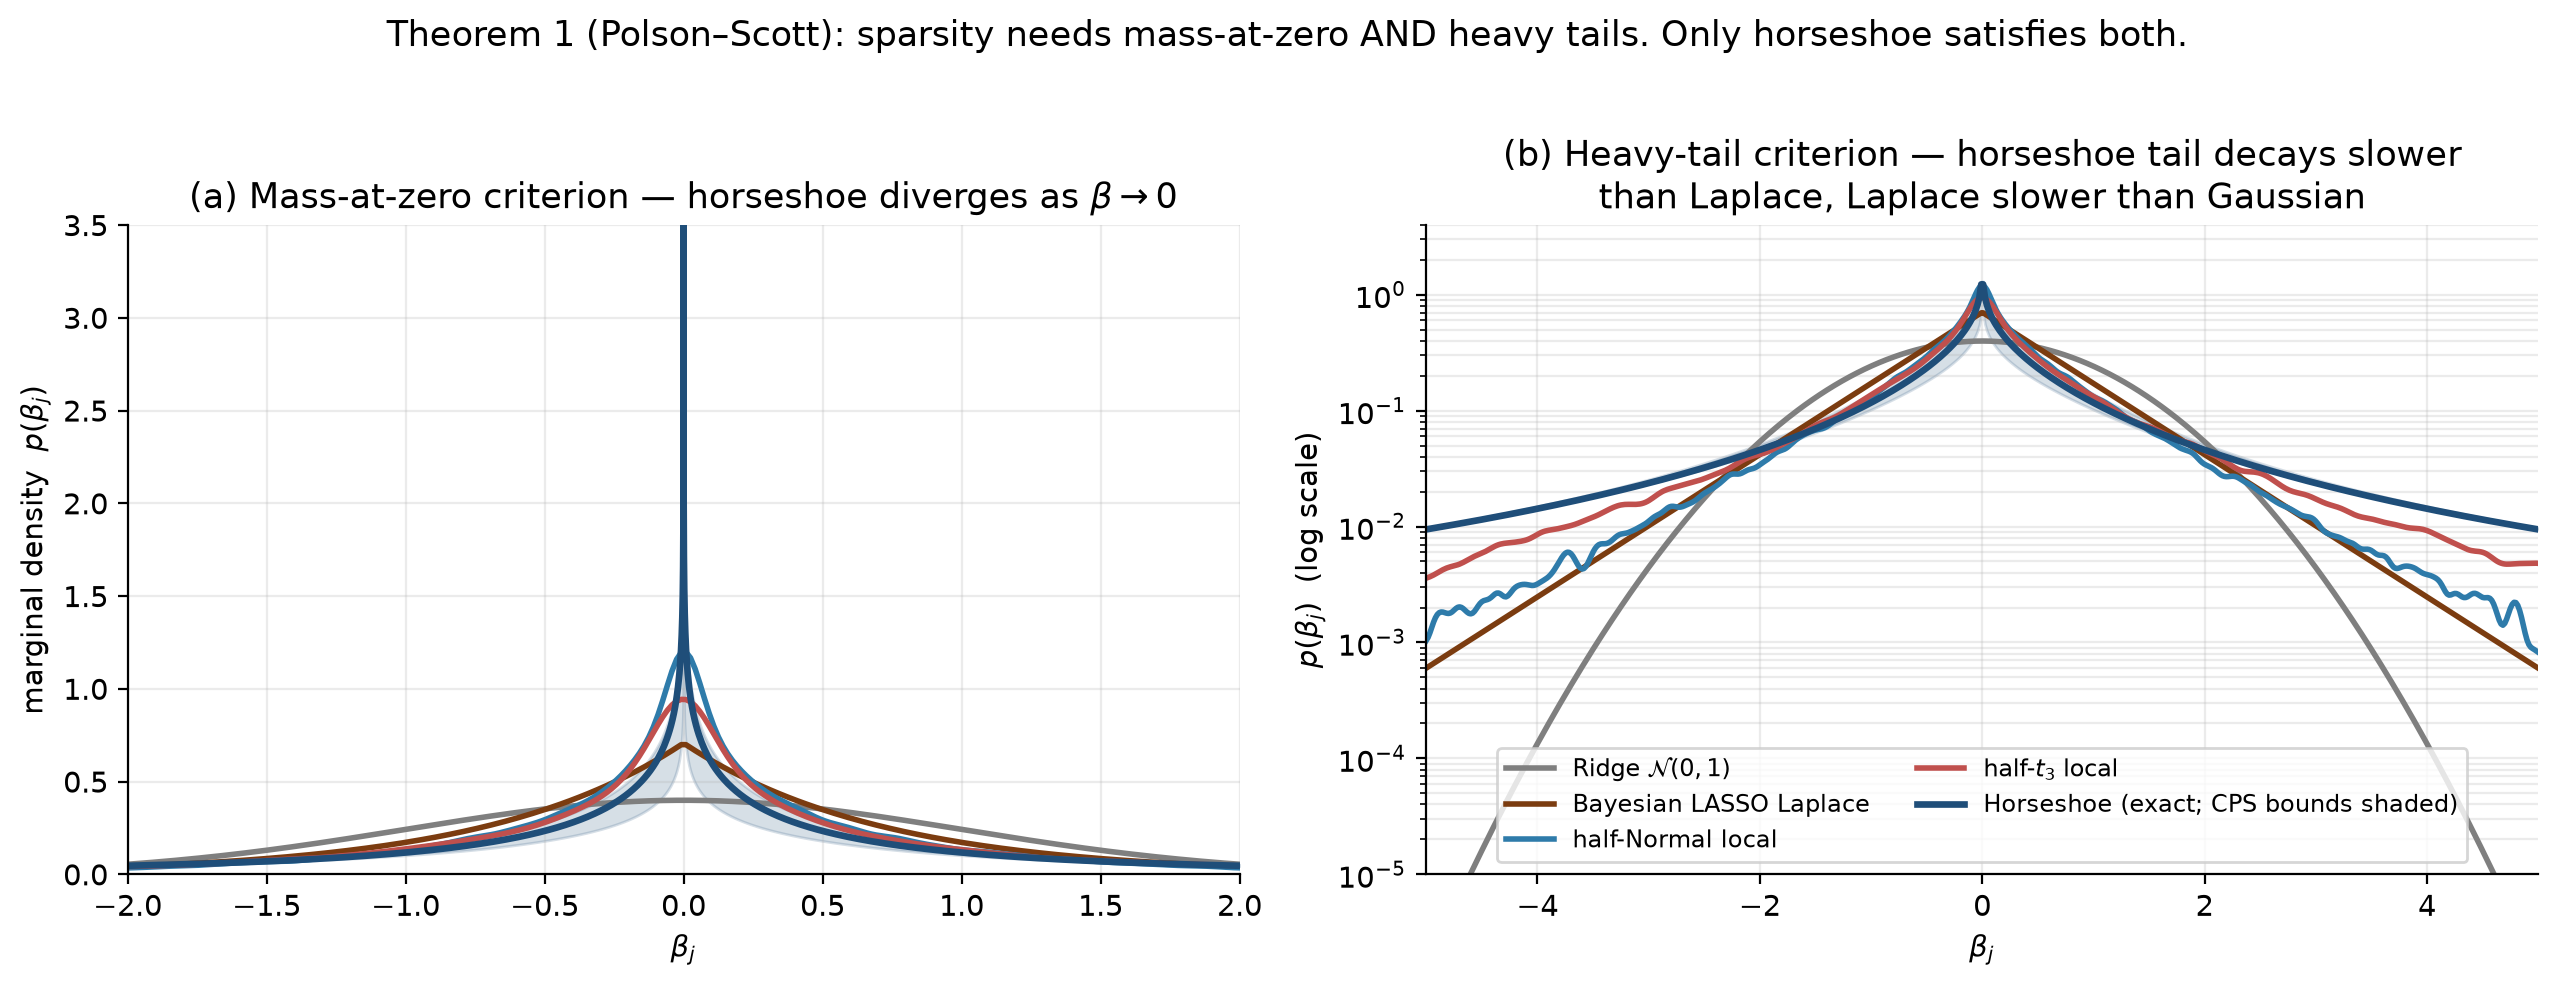 Theorem 1 (Polson–Scott): sparsity needs mass-at-zero AND heavy tails. Only horseshoe satisfies both.
(a) Mass-at-zero criterion — horseshoe diverges as β → 0
3.5
3.0
2.5
2.0
1.5
1.0
0.5
0.0
marginal density p(βⱼ)
−2.0 −1.5 −1.0 −0.5 0.0 0.5 1.0 1.5 2.0
βⱼ
(b) Heavy-tail criterion — horseshoe tail decays slower
than Laplace, Laplace slower than Gaussian
10⁰
10⁻¹
10⁻²
10⁻³
10⁻⁴
10⁻⁵
p(βⱼ) (log scale)
Ridge 𝒩(0, 1)
Bayesian LASSO Laplace
half-Normal local
half-t₃ local
Horseshoe (exact; CPS bounds shaded)
−4 −2 0 2 4
βⱼ